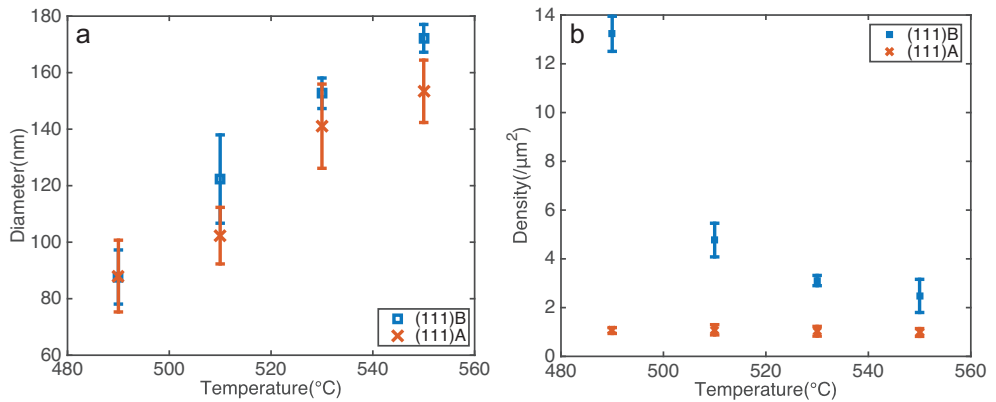 a
180
160
140
120
100
80
60
Diameter(nm)
480
500
520
540
560
Temperature(°C)
(111)B
(111)A
b
14
12
10
8
6
4
2
0
Density(/µm²)
480
500
520
540
560
Temperature(°C)
(111)B
(111)A